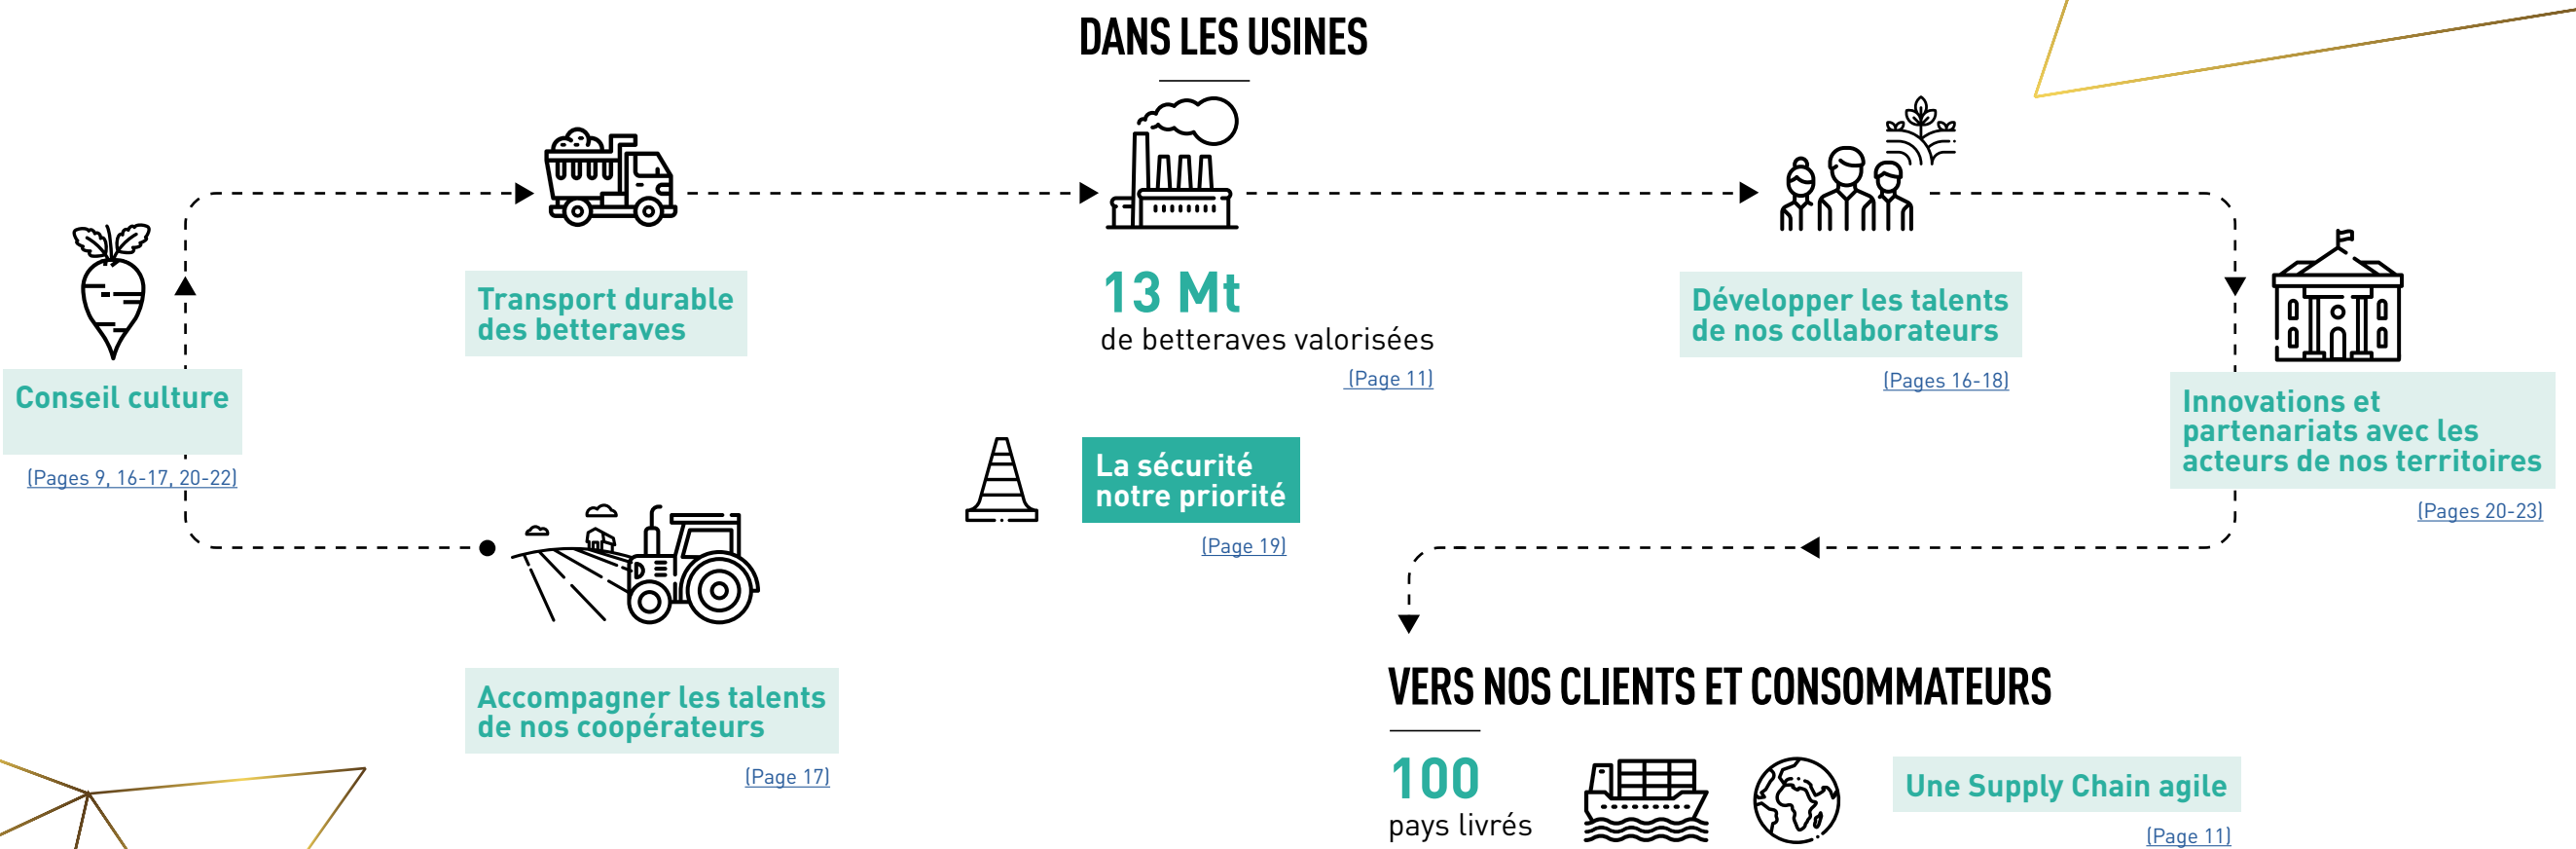 DANS LES USINES
Transport durable
des betteraves
13 Mt
de betteraves valorisées
(Page 11)
Développer les talents
de nos collaborateurs
(Pages 16-18)
Conseil culture
(Pages 9, 16-17, 20-22)
Innovations et
partenariats avec les
acteurs de nos territoires
(Pages 20-23)
La sécurité
notre priorité
(Page 19)
Accompagner les talents
de nos coopérateurs
(Page 17)
VERS NOS CLIENTS ET CONSOMMATEURS
100
pays livrés
Une Supply Chain agile
(Page 11)